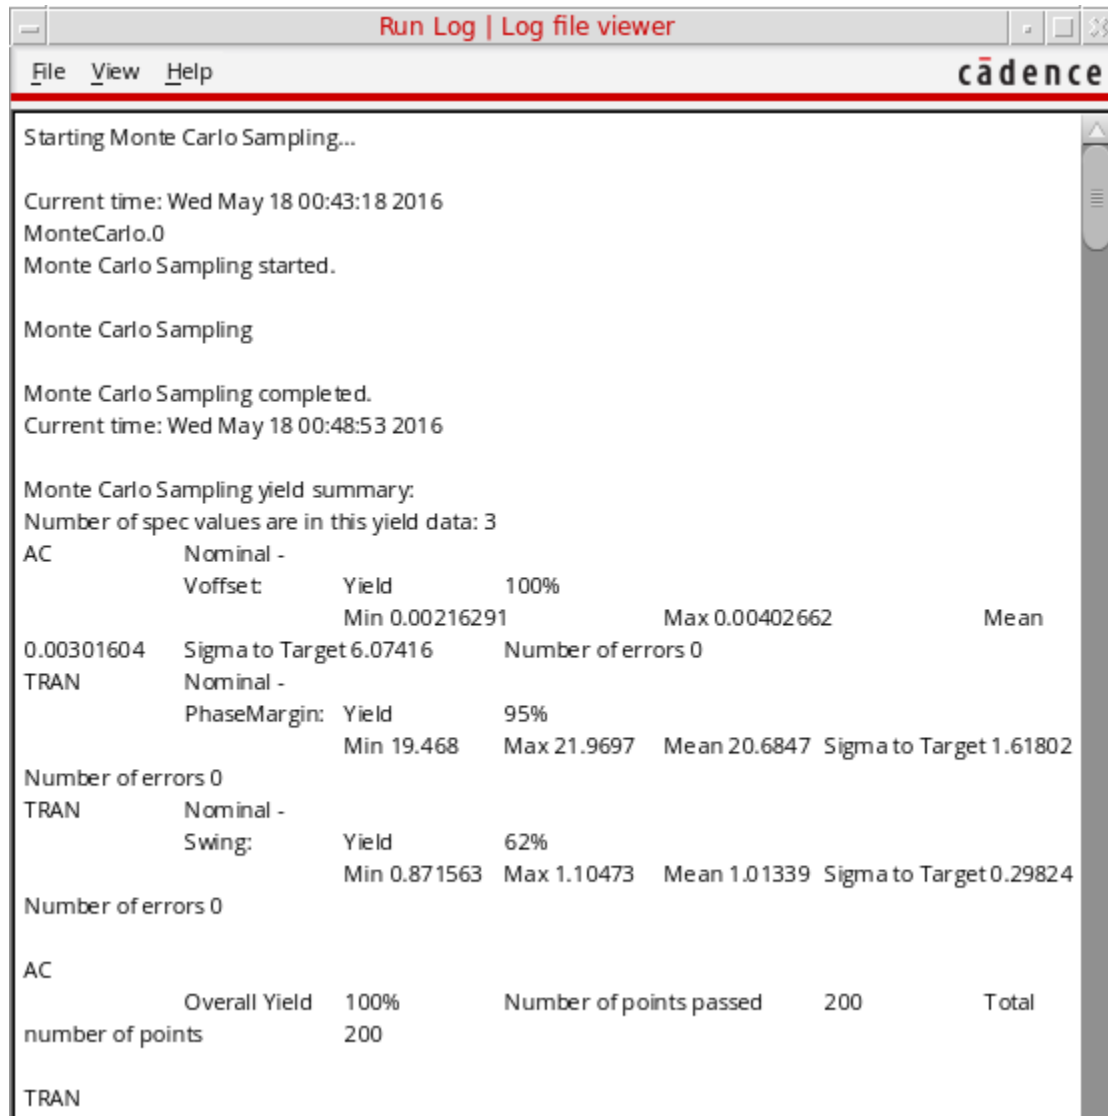 Run Log | Log file viewer
File View Help cādence
Starting Monte Carlo Sampling...
Current time: Wed May 18 00:43:18 2016
MonteCarlo.0
Monte Carlo Sampling started.
Monte Carlo Sampling
Monte Carlo Sampling completed.
Current time: Wed May 18 00:48:53 2016
Monte Carlo Sampling yield summary:
Number of spec values are in this yield data: 3
AC Nominal -
Voffset: Yield 100%
Min 0.00216291 Max 0.00402662 Mean
0.00301604 Sigma to Target 6.07416 Number of errors 0
TRAN Nominal -
PhaseMargin: Yield 95%
Min 19.468 Max 21.9697 Mean 20.6847 Sigma to Target 1.61802
Number of errors 0
TRAN Nominal -
Swing: Yield 62%
Min 0.871563 Max 1.10473 Mean 1.01339 Sigma to Target 0.29824
Number of errors 0
AC
Overall Yield 100% Number of points passed 200 Total
number of points 200
TRAN